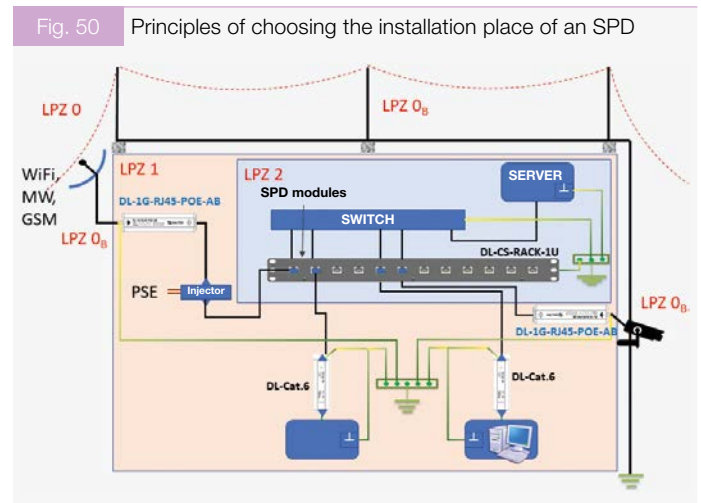 Fig. 50 Principles of choosing the installation place of an SPD
LPZ 0
LPZ 0B
WiFi,
MW,
GSM
LPZ 0B
LPZ 1
DL-1G-RJ45-POE-AB
PSE
Injector
LPZ 2
SPD modules
SERVER
SWITCH
DL-CS-RACK-1U
LPZ 0B.
DL-1G-RJ45-POE-AB
DL-Cat.6
DL-Cat.6